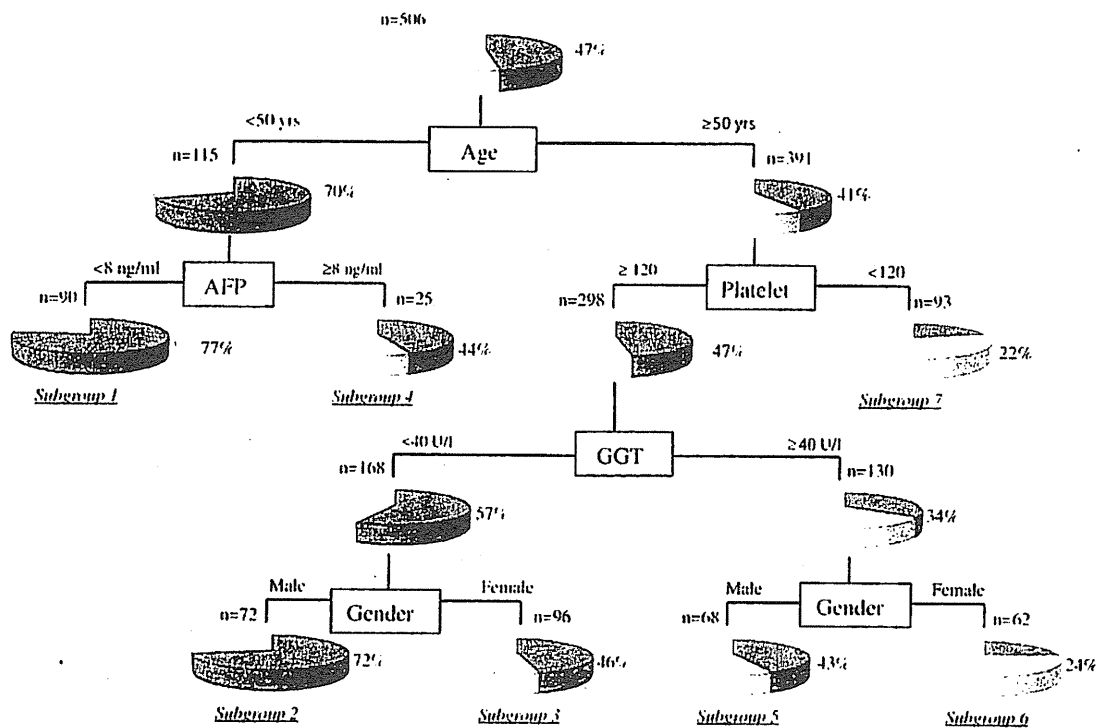 n=506
47%
<50 yrs
≥50 yrs
Age
n=115
n=391
70%
41%
<8 ng/ml
≥8 ng/ml
≥ 120
<120
AFP
Platelet
n=90
n=25
n=298
n=93
77%
44%
47%
22%
Subgroup 1
Subgroup 4
Subgroup 7
<40 U/l
≥40 U/l
GGT
n=168
n=130
57%
34%
Male
Female
Male
Female
Gender
Gender
n=72
n=96
n=68
n=62
72%
46%
43%
24%
Subgroup 2
Subgroup 3
Subgroup 5
Subgroup 6